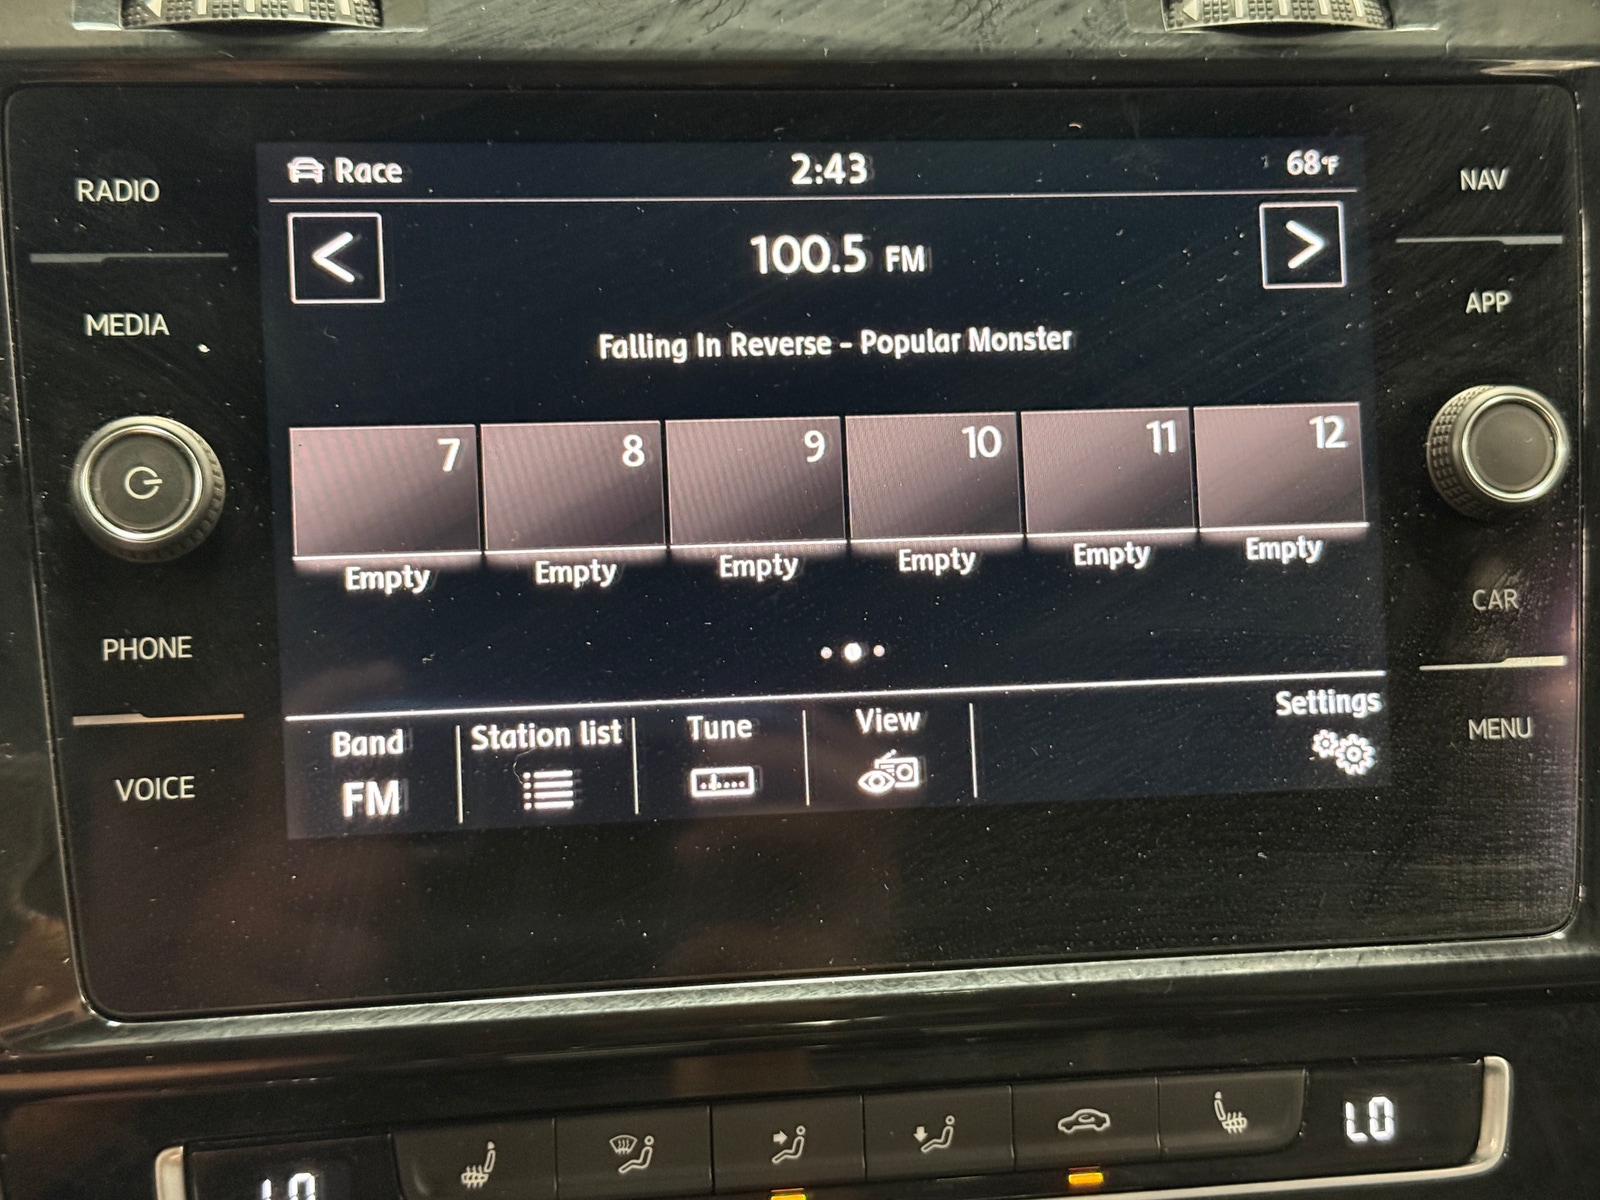 RADIO
MEDIA
PHONE
VOICE
Race
2:43
68°F
<
100.5 FM
>
Falling In Reverse - Popular Monster
7
8
9
10
11
12
Empty
Empty
Empty
Empty
Empty
Empty
Band
FM
Station list
Tune
View
Settings
NAV
APP
CAR
MENU
LO
LO